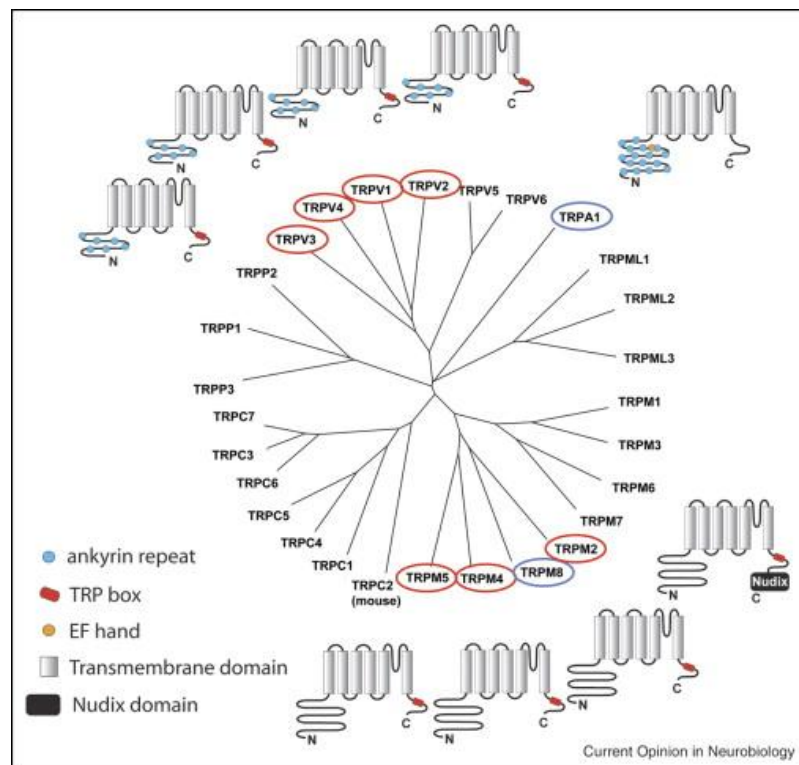 N
C
N
C
N
C
N
C
N
C
TRPV1
TRPV2
TRPV5
TRPV4
TRPV6
TRPA1
TRPV3
TRPML1
TRPP2
TRPML2
TRPP1
TRPML3
TRPP3
TRPM1
TRPC7
TRPM3
TRPC3
TRPC6
TRPM6
TRPC5
TRPM7
TRPC4
TRPM2
TRPC1
TRPC2
(mouse)
TRPM5
TRPM4
TRPM8
Nudix
N
C
N
C
N
C
N
C
ankyrin repeat
TRP box
EF hand
Transmembrane domain
Nudix domain
Current Opinion in Neurobiology